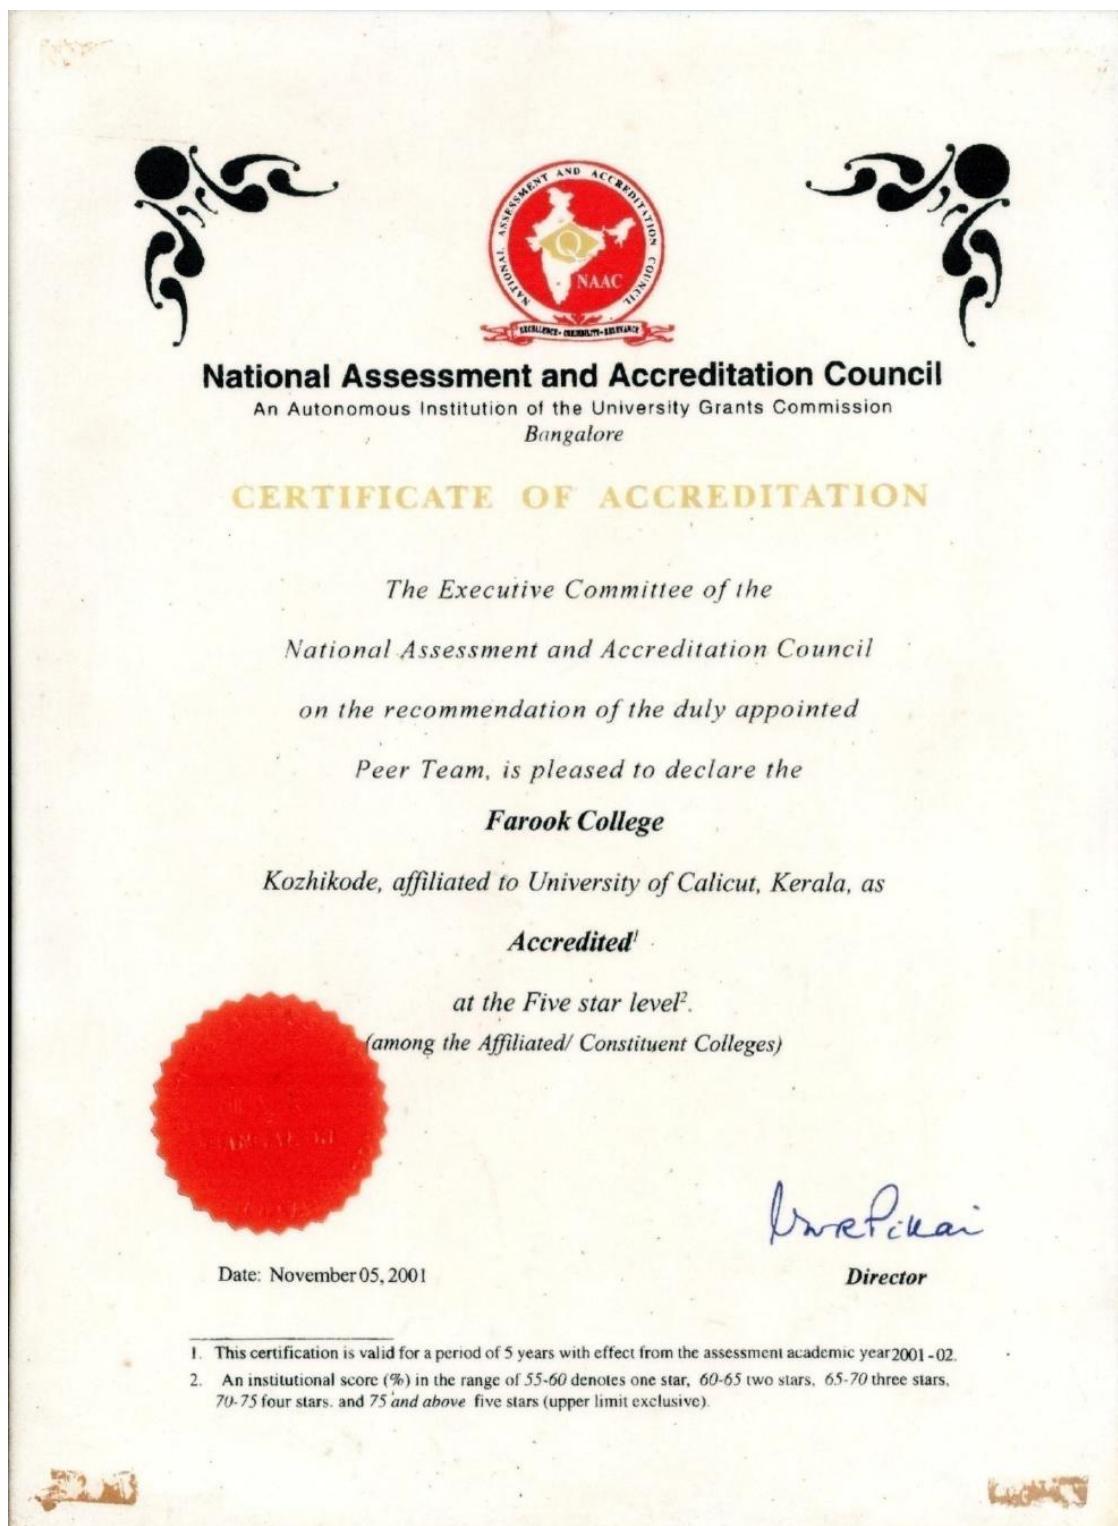 NATIONAL ASSESSMENT AND ACCREDITATION COUNCIL
Q
NAAC
EXCELLENCE • CREDIBILITY • RELEVANCE
National Assessment and Accreditation Council
An Autonomous Institution of the University Grants Commission
Bangalore
CERTIFICATE OF ACCREDITATION
The Executive Committee of the
National Assessment and Accreditation Council
on the recommendation of the duly appointed
Peer Team, is pleased to declare the
Farook College
Kozhikode, affiliated to University of Calicut, Kerala, as
Accredited¹
at the Five star level².
(among the Affiliated/ Constituent Colleges)
Date: November 05, 2001
Director
1. This certification is valid for a period of 5 years with effect from the assessment academic year 2001-02.
2. An institutional score (%) in the range of 55-60 denotes one star, 60-65 two stars, 65-70 three stars,
70-75 four stars. and 75 and above five stars (upper limit exclusive).